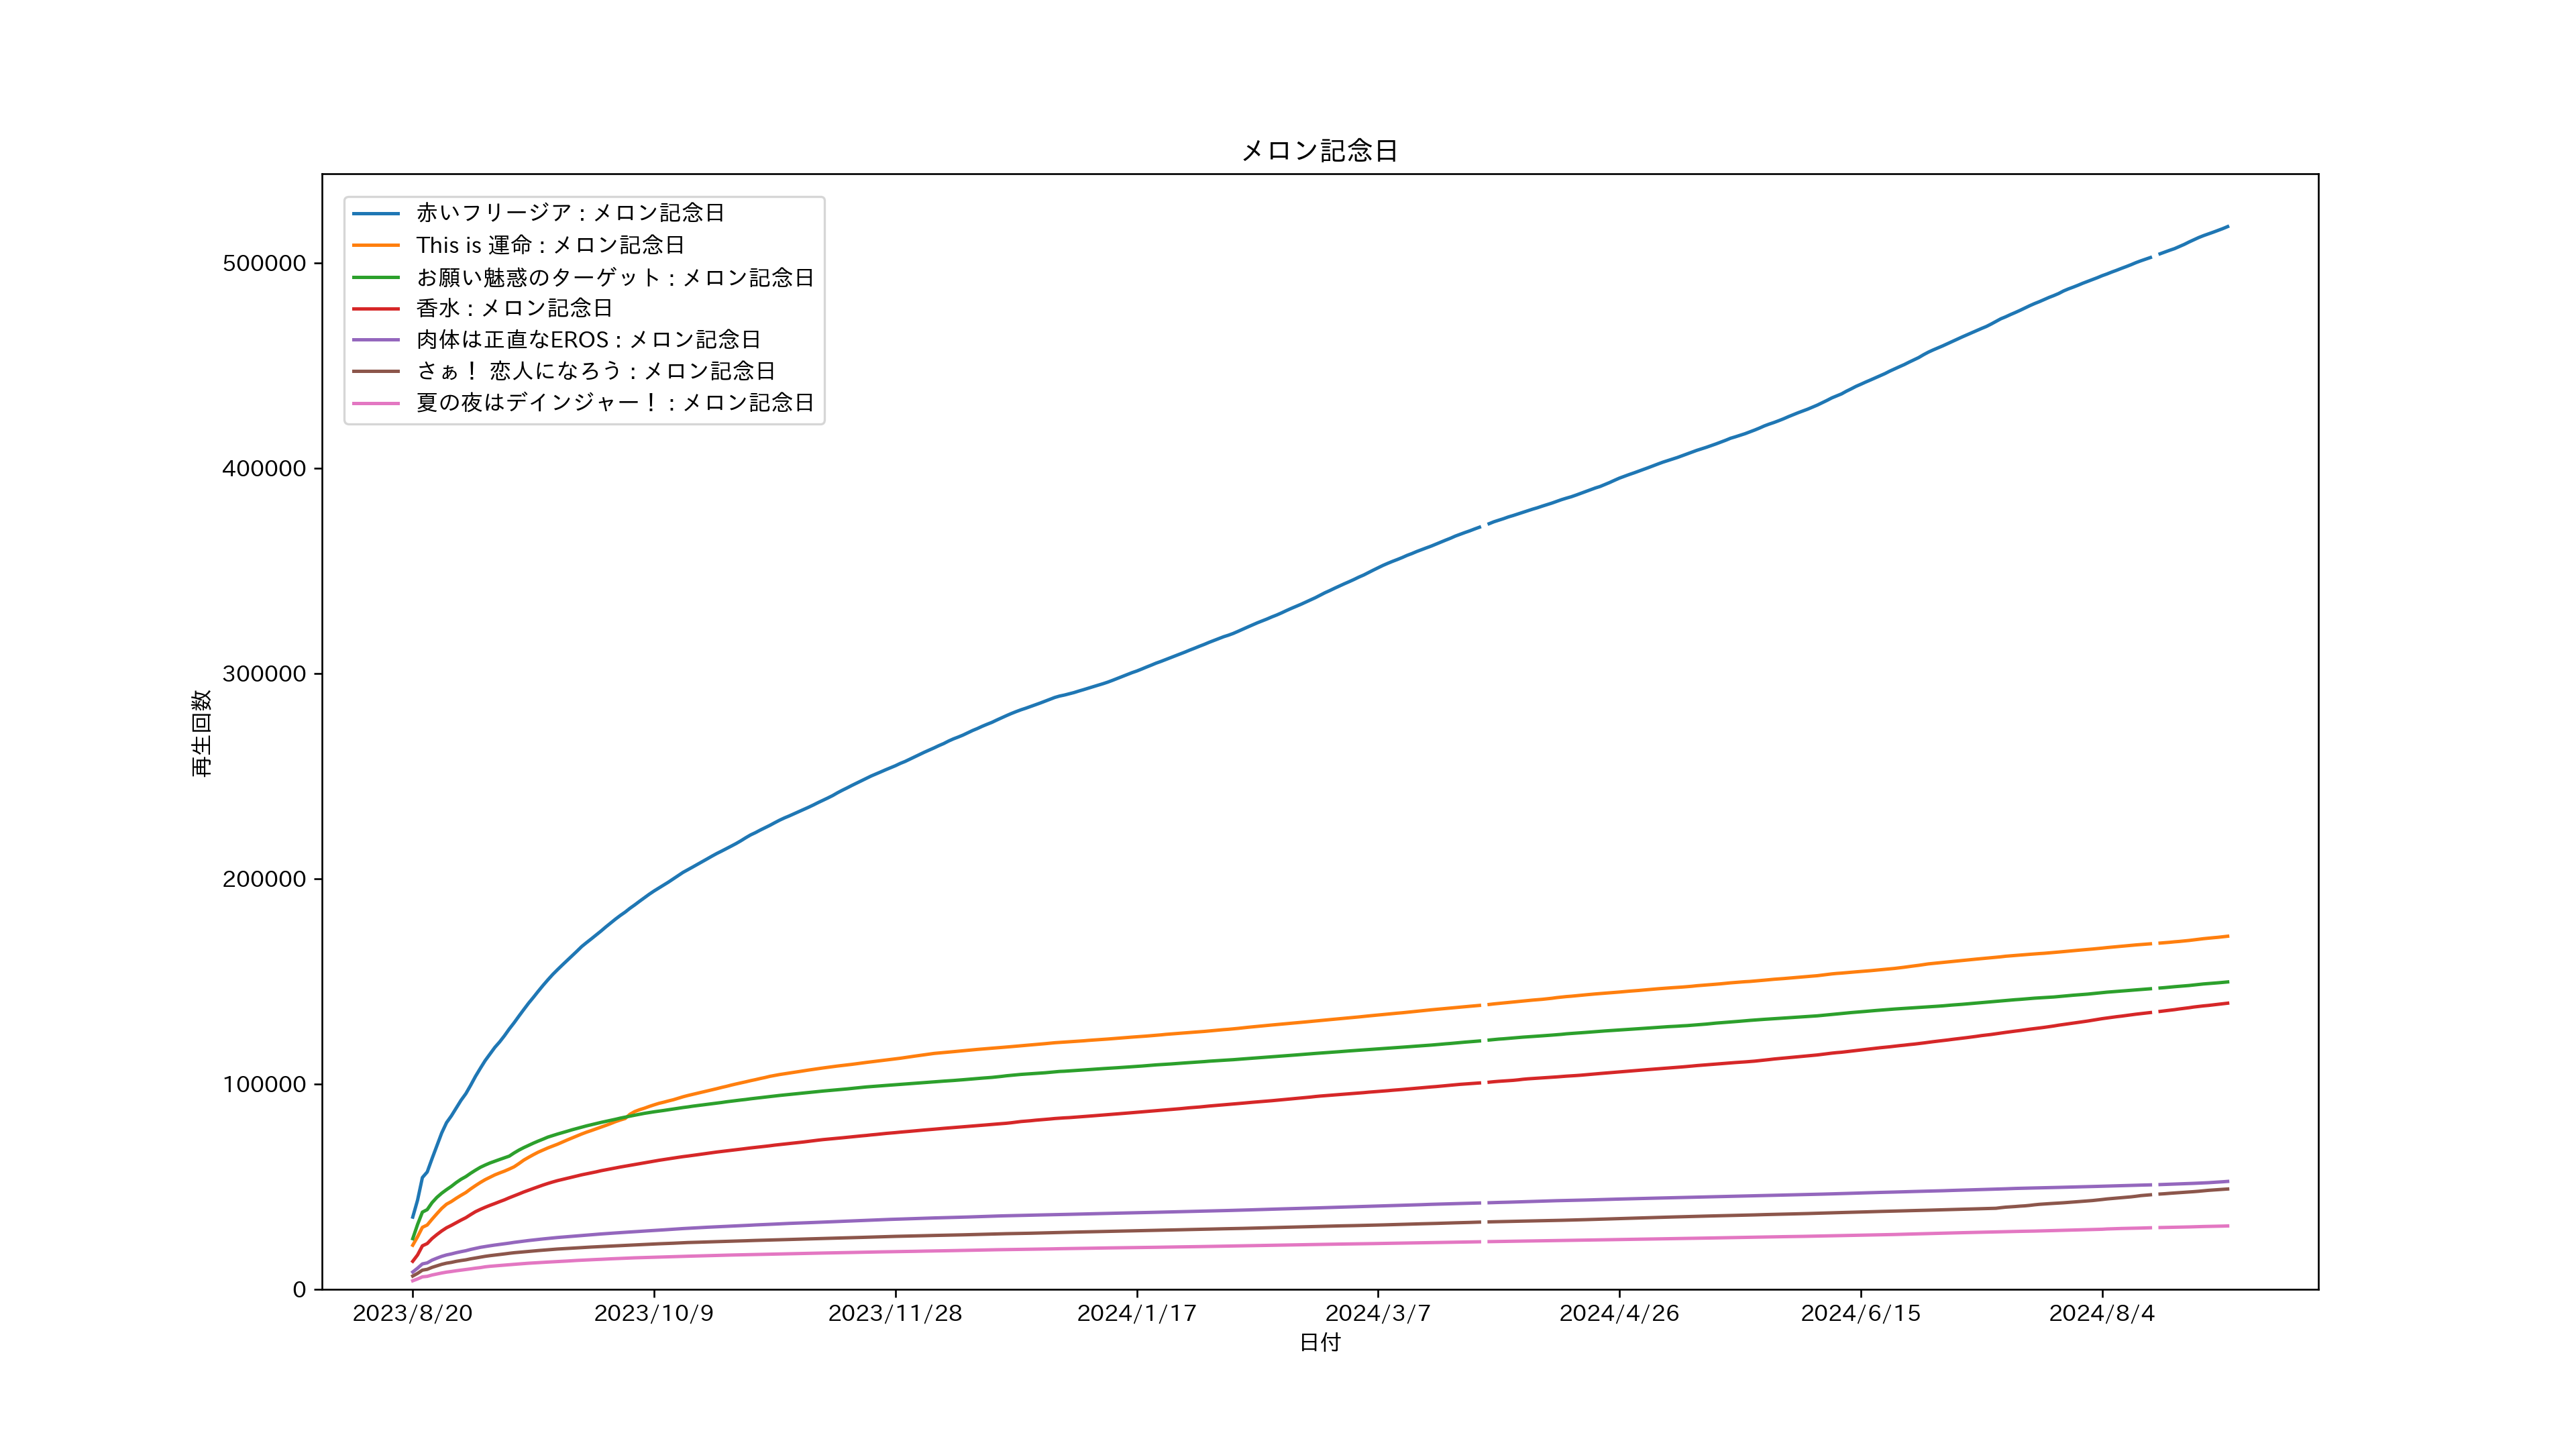 メロン記念日
赤いフリージア : メロン記念日
This is 運命 : メロン記念日
お願い魅惑のターゲット : メロン記念日
香水 : メロン記念日
肉体は正直なEROS : メロン記念日
さぁ！ 恋人になろう : メロン記念日
夏の夜はデインジャー！ : メロン記念日
再生回数
500000
400000
300000
200000
100000
0
2023/8/20 2023/10/9 2023/11/28 2024/1/17 2024/3/7 2024/4/26 2024/6/15 2024/8/4
日付